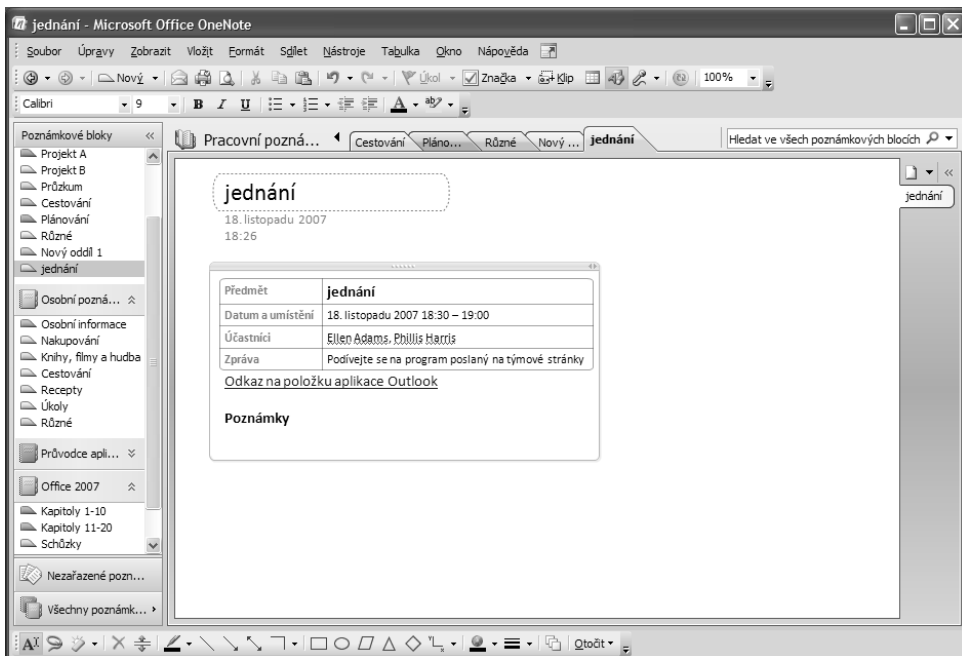 jednání - Microsoft Office OneNote
Soubor Úpravy Zobrazit Vložit Formát Sdílet Nástroje Tabulka Okno Nápověda
Nový Úkol Značka Klip 100%
Calibri 9 B I U A ab
Poznámkové bloky «
Projekt A
Projekt B
Průzkum
Cestování
Plánování
Různé
Nový oddíl 1
jednání
Osobní pozná...
Osobní informace
Nakupování
Knihy, filmy a hudba
Cestování
Recepty
Úkoly
Různé
Průvodce apli...
Office 2007
Kapitoly 1-10
Kapitoly 11-20
Schůzky
Nezařazené pozn...
Všechny poznámk...
Pracovní pozná... Cestování Pláno... Různé Nový ... jednání
Hledat ve všech poznámkových blocích
jednání
18. listopadu 2007
18:26
Předmět jednání
Datum a umístění 18. listopadu 2007 18:30 – 19:00
Účastníci Ellen Adams, Phillis Harris
Zpráva Podívejte se na program poslaný na týmové stránky
Odkaz na položku aplikace Outlook
Poznámky
«
jednání
A Otočit